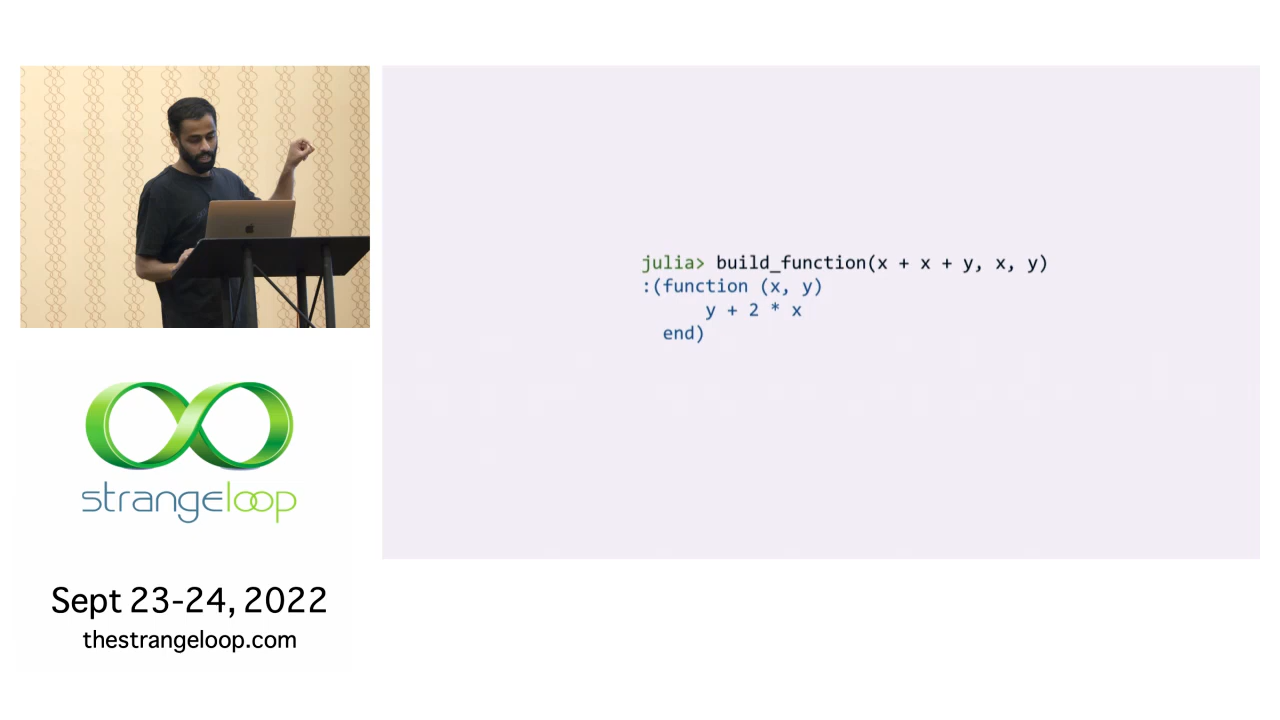 julia> build_function(x + x + y, x, y)
:(function (x, y)
      y + 2 * x
  end)
strangeloop
Sept 23-24, 2022
thestrangeloop.com